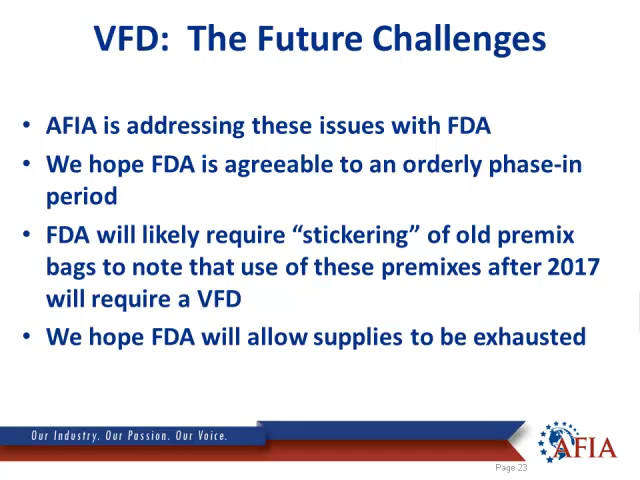 VFD:  The Future Challenges
• AFIA is addressing these issues with FDA
• We hope FDA is agreeable to an orderly phase-in
period
• FDA will likely require “stickering” of old premix
bags to note that use of these premixes after 2017
will require a VFD
• We hope FDA will allow supplies to be exhausted
Our Industry. Our Passion. Our Voice.
AFIA
Page 23